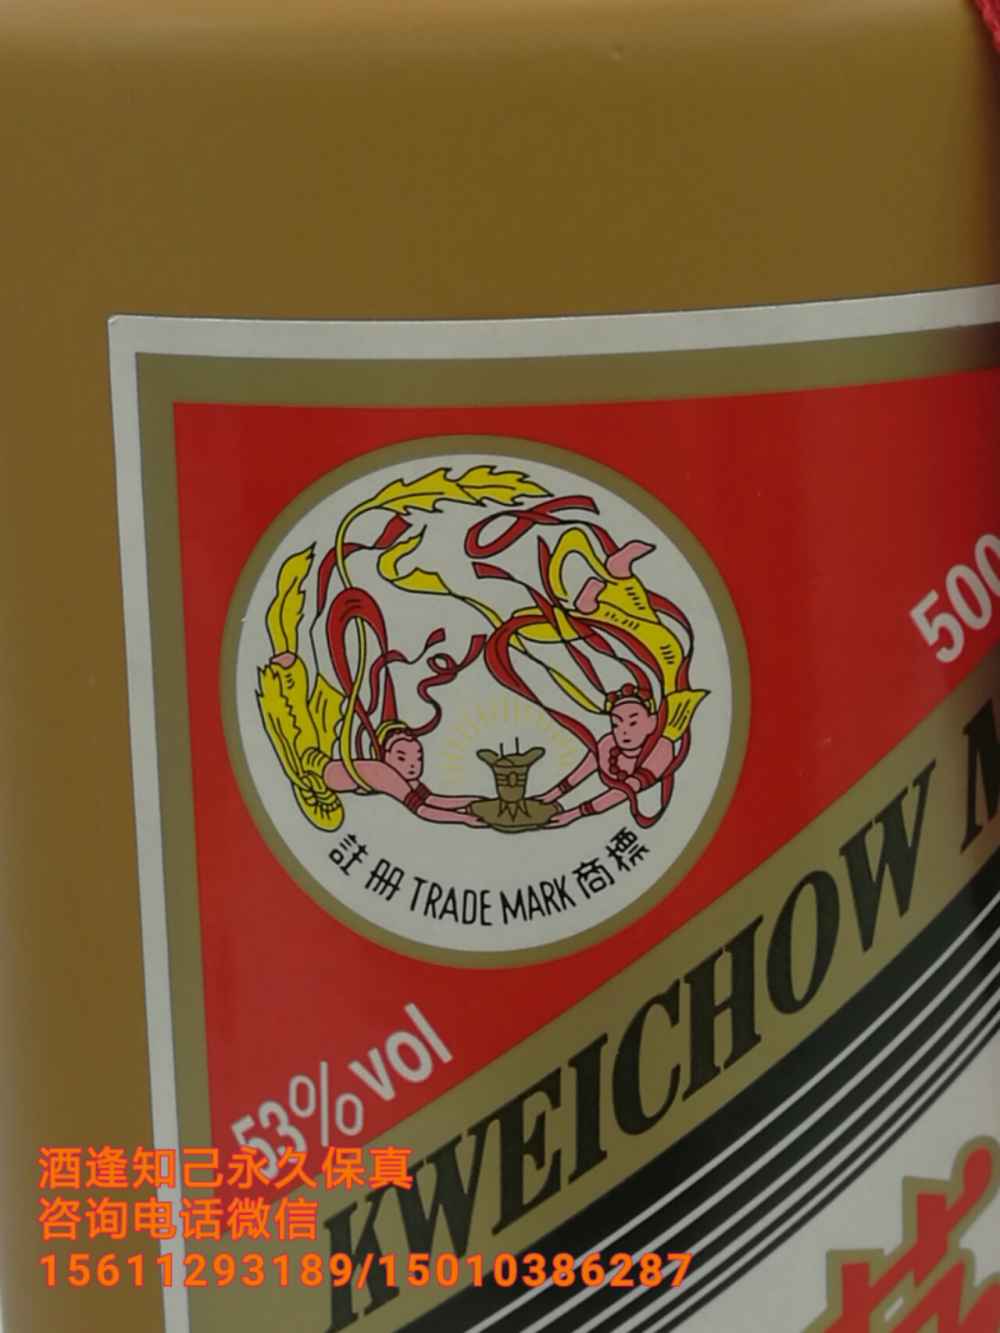 500
註册 TRADE MARK 商標
53%vol
KWEICHOW M
酒逢知己永久保真
咨询电话微信
15611293189/15010386287